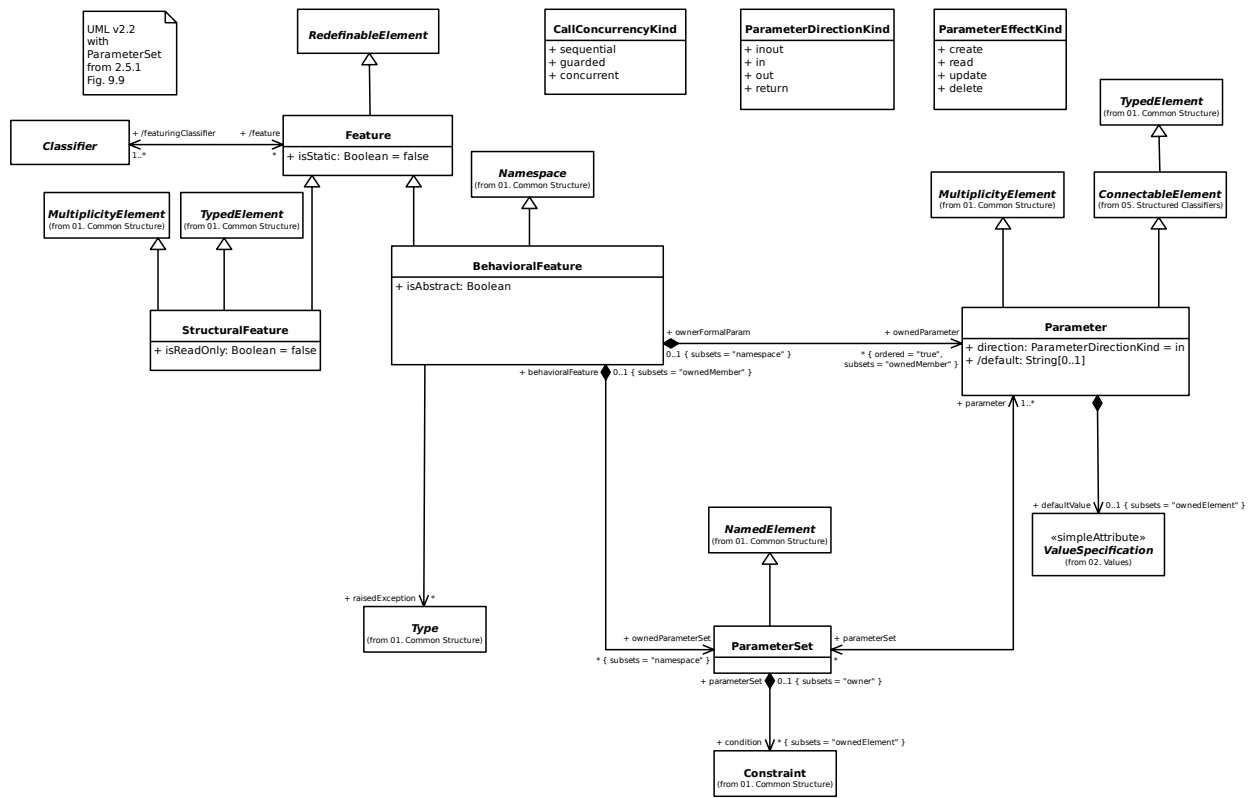 UML v2.2
with
ParameterSet
from 2.5.1
Fig. 9.9
RedefinableElement
CallConcurrencyKind
+ sequential
+ guarded
+ concurrent
ParameterDirectionKind
+ inout
+ in
+ out
+ return
ParameterEffectKind
+ create
+ read
+ update
+ delete
TypedElement
(from 01. Common Structure)
Classifier
+ /featuringClassifier
1..*
+ /feature
*
Feature
+ isStatic: Boolean = false
Namespace
(from 01. Common Structure)
MultiplicityElement
(from 01. Common Structure)
ConnectableElement
(from 05. Structured Classifiers)
MultiplicityElement
(from 01. Common Structure)
TypedElement
(from 01. Common Structure)
BehavioralFeature
+ isAbstract: Boolean
StructuralFeature
+ isReadOnly: Boolean = false
+ ownerFormalParam
0..1 { subsets = "namespace" }
+ ownedParameter
* { ordered = "true",
subsets = "ownedMember" }
Parameter
+ direction: ParameterDirectionKind = in
+ /default: String[0..1]
+ behavioralFeature
0..1 { subsets = "ownedMember" }
+ parameter
1..*
+ defaultValue
0..1 { subsets = "ownedElement" }
«simpleAttribute»
ValueSpecification
(from 02. Values)
NamedElement
(from 01. Common Structure)
+ raisedException
*
Type
(from 01. Common Structure)
+ ownedParameterSet
* { subsets = "namespace" }
ParameterSet
+ parameterSet
*
+ parameterSet
0..1 { subsets = "owner" }
+ condition
* { subsets = "ownedElement" }
Constraint
(from 01. Common Structure)